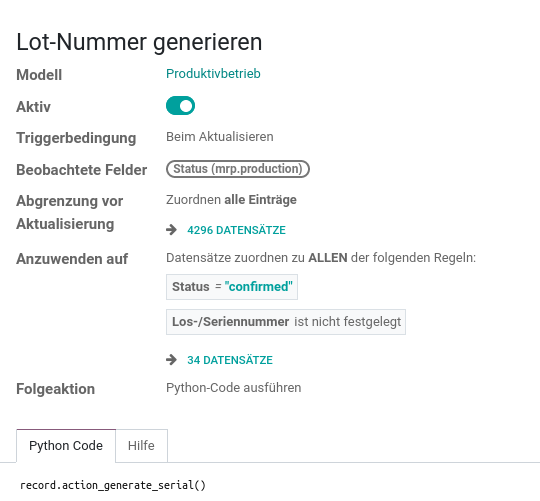 Lot-Nummer generieren
Modell Produktivbetrieb
Aktiv
Triggerbedingung Beim Aktualisieren
Beobachtete Felder Status (mrp.production)
Abgrenzung vor Aktualisierung Zuordnen alle Einträge
4296 DATENSÄTZE
Anzuwenden auf Datensätze zuordnen zu ALLEN der folgenden Regeln:
Status = "confirmed"
Los-/Seriennummer ist nicht festgelegt
34 DATENSÄTZE
Folgeaktion Python-Code ausführen
Python Code Hilfe
record.action_generate_serial()